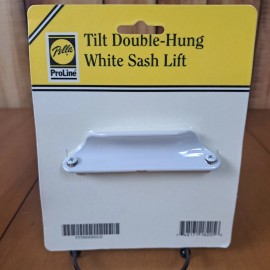 Pella
ProLine
Tilt Double-Hung
White Sash Lift